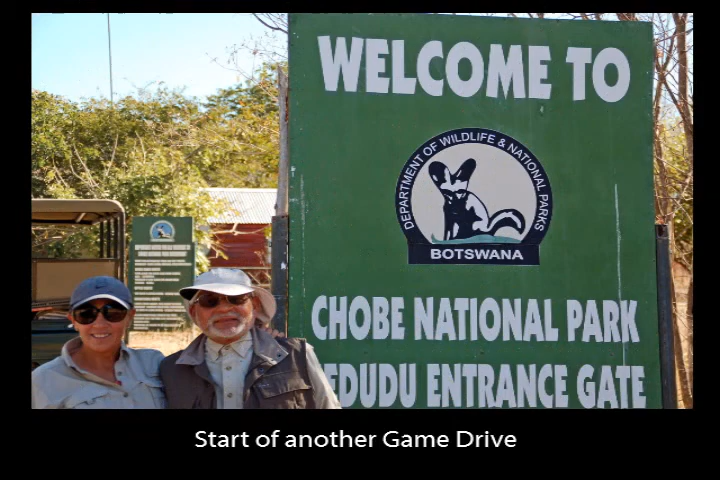 WELCOME TO
DEPARTMENT OF WILDLIFE & NATIONAL PARKS
BOTSWANA
CHOBE NATIONAL PARK
EDUDU ENTRANCE GATE
Start of another Game Drive